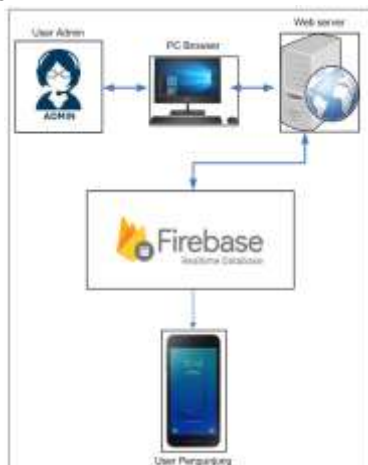 User Admin
PC Browser
Web server
ADMIN
Firebase
Realtime Database
User Pengunjung